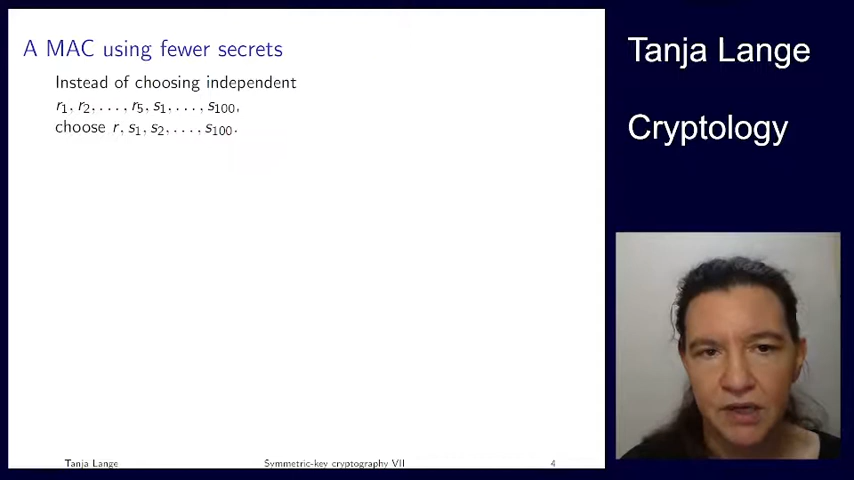 A MAC using fewer secrets
Instead of choosing independent
r₁, r₂, . . . , r₅, s₁, . . . , s₁₀₀,
choose r, s₁, s₂, . . . , s₁₀₀.
Tanja Lange
Symmetric-key cryptography VII
4
Tanja Lange
Cryptology